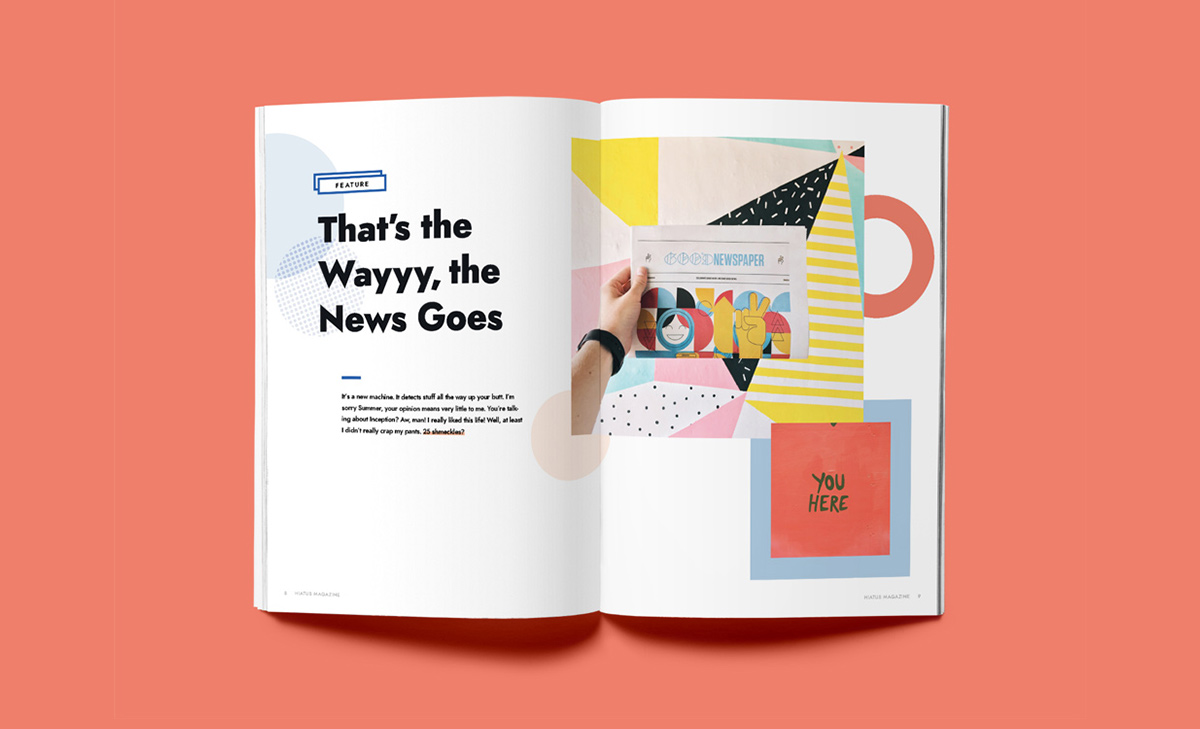 FEATURE
That's the
Wayyy, the
News Goes
It's a new machine. It detects stuff all the way up your butt. I'm
sorry Summer, your opinion means very little to me. You're talk-
ing about Inception? Aw, man! I really liked this life! Well, at least
I didn't really crap my pants. 25 shmeckles?
8 HIATUS MAGAZINE
GOOD NEWSPAPER
YOU
HERE
HIATUS MAGAZINE 9